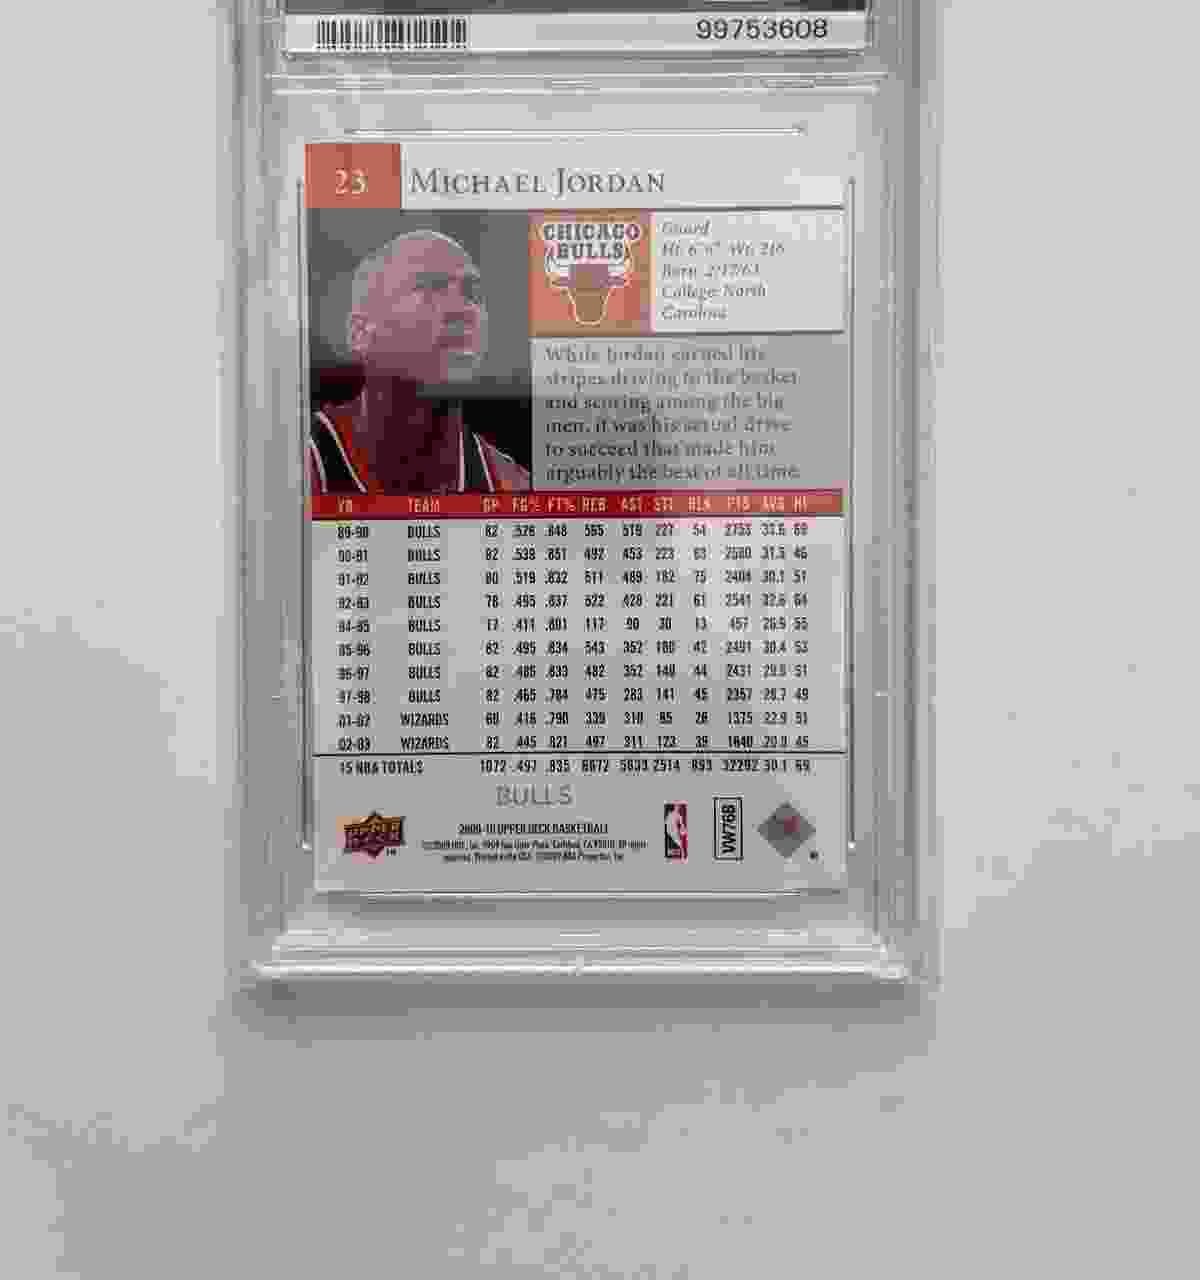 99753608
23 MICHAEL JORDAN
CHICAGO
BULLS
Guard
Ht: 6'6" Wt: 216
Born: 2/17/63
College: North
Carolina
While Jordan earned his
stripes driving to the basket
and scoring among the big
men, it was his actual drive
to succeed that made him
arguably the best of all time.
YR TEAM GP FG% FT% REB AST STL BLK PTS AVG HI
89-90 BULLS 82 .526 .848 565 519 227 54 2753 33.6 69
90-91 BULLS 82 .539 .851 492 453 223 83 2580 31.5 46
91-92 BULLS 80 .519 .832 511 489 182 75 2404 30.1 51
92-93 BULLS 78 .495 .837 522 428 221 61 2541 32.6 64
94-95 BULLS 17 .411 .801 117 90 30 13 457 26.9 55
95-96 BULLS 82 .495 .834 543 352 180 42 2491 30.4 53
96-97 BULLS 82 .486 .833 482 352 140 44 2431 29.6 51
97-98 BULLS 82 .465 .784 475 283 141 45 2357 28.7 49
01-02 WIZARDS 60 .416 .790 339 310 85 26 1375 22.9 51
02-03 WIZARDS 82 .445 .821 497 311 123 39 1640 20.0 45
15 NBA TOTALS 1072 .497 .835 6672 5633 2514 893 32292 30.1 69
BULLS
UPPER
DECK
2009-10 UPPER DECK BASKETBALL
VW78B